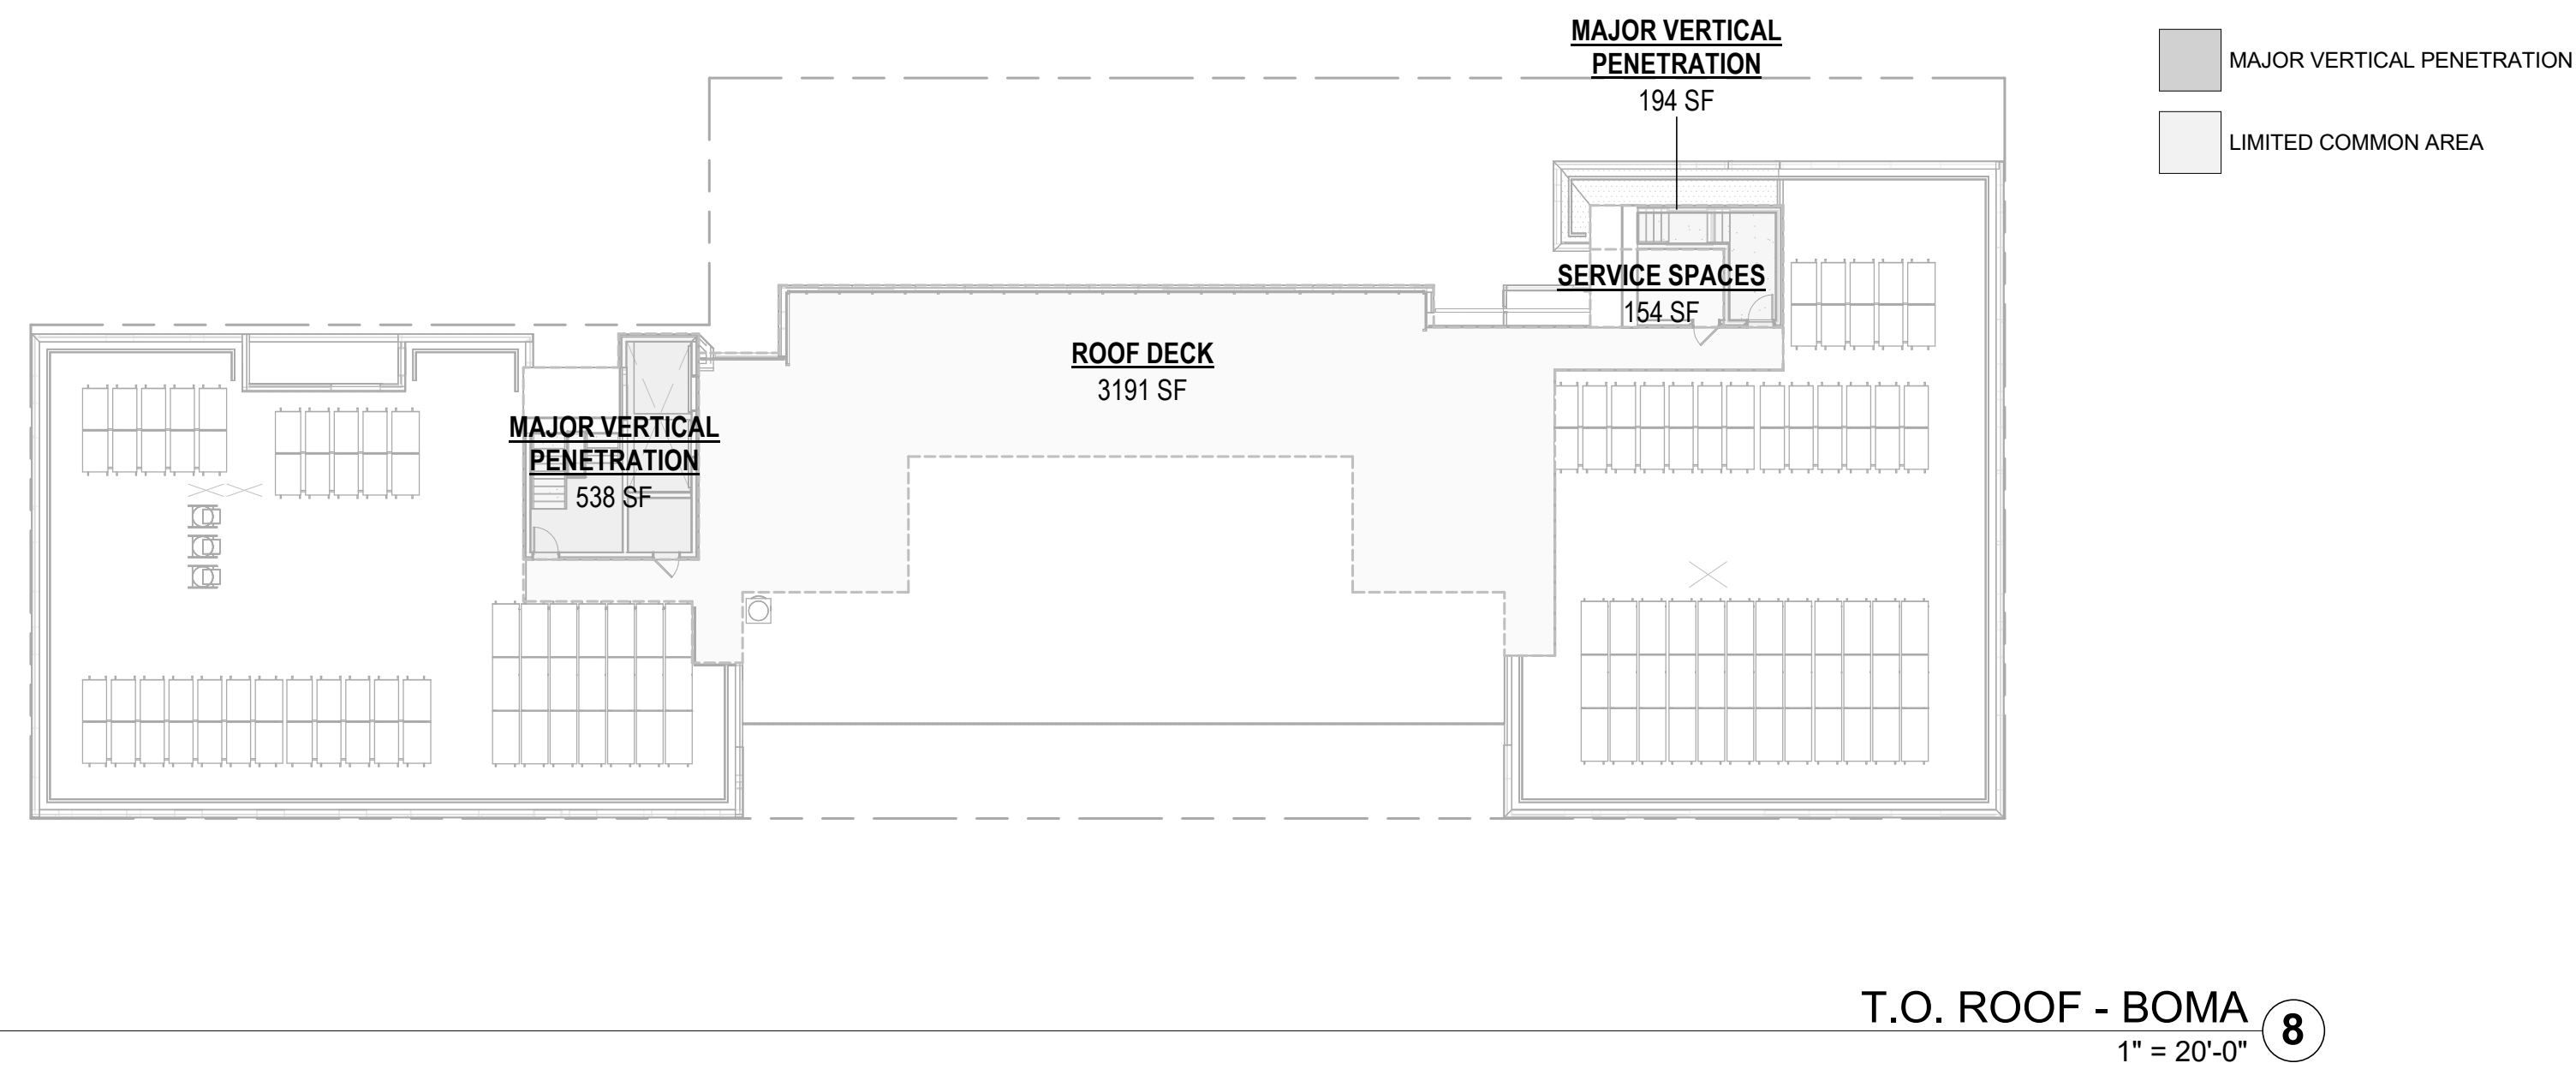 MAJOR VERTICAL
PENETRATION
194 SF
MAJOR VERTICAL PENETRATION
LIMITED COMMON AREA
SERVICE SPACES
154 SF
ROOF DECK
3191 SF
MAJOR VERTICAL
PENETRATION
538 SF
T.O. ROOF - BOMA
8
1" = 20'-0"